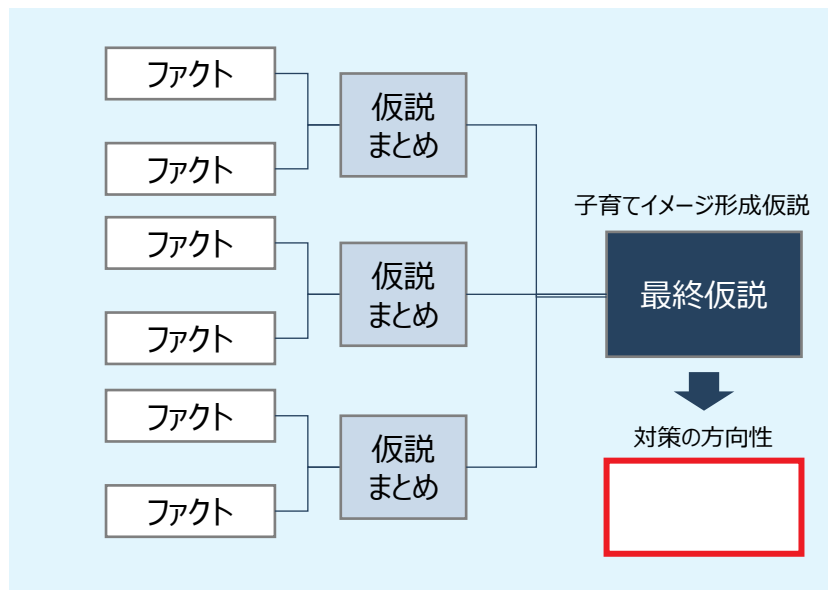 ファクト
ファクト
仮説
まとめ
ファクト
ファクト
仮説
まとめ
ファクト
ファクト
仮説
まとめ
子育てイメージ形成仮説
最終仮説
対策の方向性